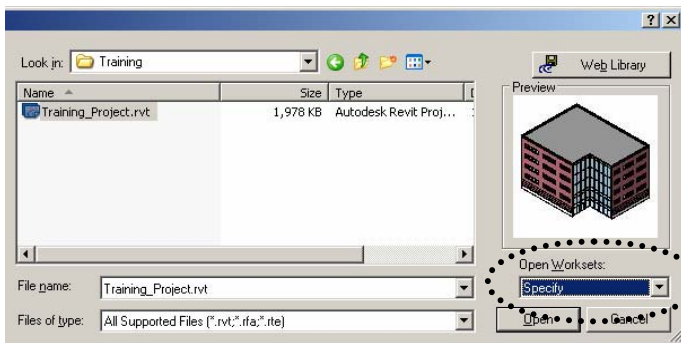 Look in: Training
Web Library
Name Size Type
Preview
Training_Project.rvt 1,978 KB Autodesk Revit Proj...
Open Worksets:
Specify
File name: Training_Project.rvt
Files of type: All Supported Files (*.rvt;*.rfa;*.rte)
Open Cancel